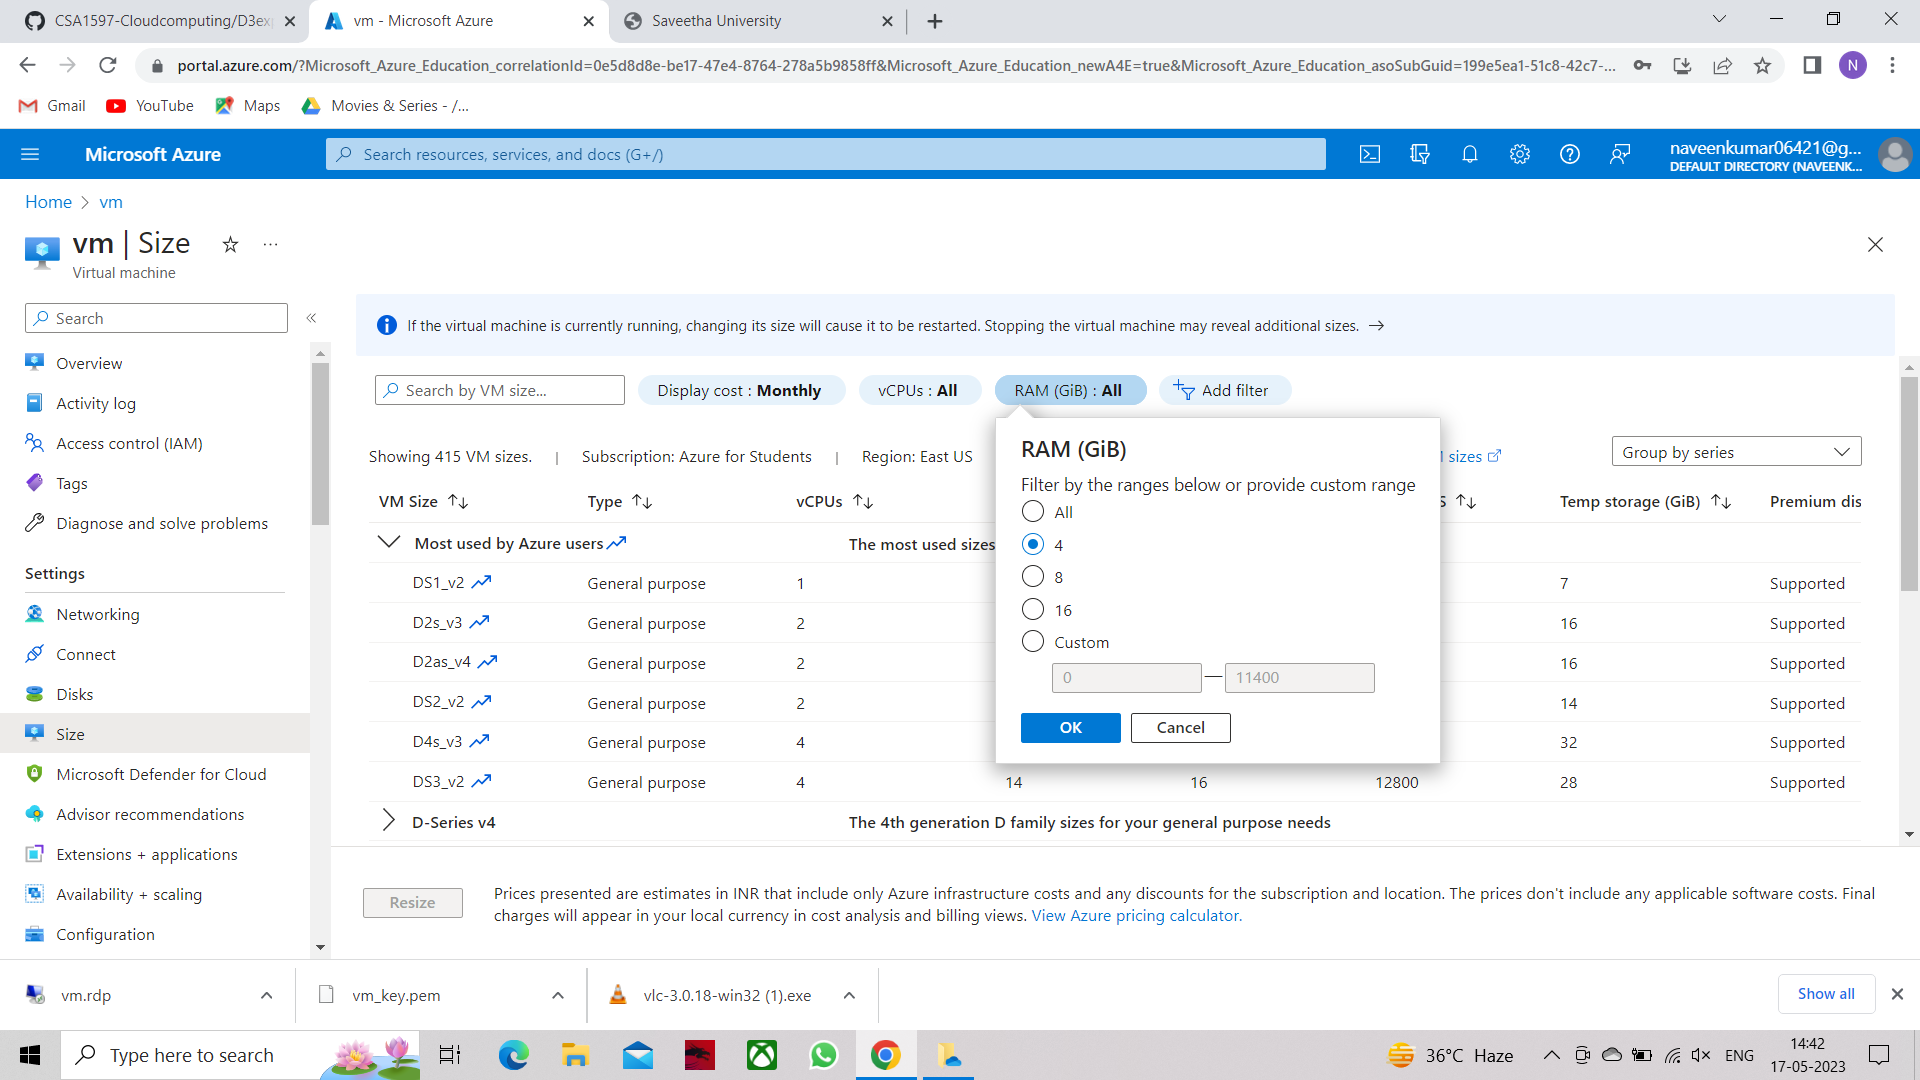 CSA1597-Cloudcomputing/D3exp
vm - Microsoft Azure
Saveetha University
portal.azure.com/?Microsoft_Azure_Education_correlationId=0e5d8d8e-be17-47e4-8764-278a5b9858ff&Microsoft_Azure_Education_newA4E=true&Microsoft_Azure_Education_asoSubGuid=199e5ea1-51c8-42c7-...
N
Gmail
YouTube
Maps
Movies & Series - /...
Microsoft Azure
Search resources, services, and docs (G+/)
naveenkumar06421@g...
DEFAULT DIRECTORY (NAVEENK...
Home > vm
vm | Size
Virtual machine
Search
Overview
Activity log
Access control (IAM)
Tags
Diagnose and solve problems
Settings
Networking
Connect
Disks
Size
Microsoft Defender for Cloud
Advisor recommendations
Extensions + applications
Availability + scaling
Configuration
If the virtual machine is currently running, changing its size will cause it to be restarted. Stopping the virtual machine may reveal additional sizes.
Search by VM size...
Display cost : Monthly
vCPUs : All
RAM (GiB) : All
Add filter
Showing 415 VM sizes. | Subscription: Azure for Students | Region: East US
sizes
Group by series
VM Size Type vCPUs S Temp storage (GiB) Premium dis
Most used by Azure users The most used sizes
DS1_v2 General purpose 1 7 Supported
D2s_v3 General purpose 2 16 Supported
D2as_v4 General purpose 2 16 Supported
DS2_v2 General purpose 2 14 Supported
D4s_v3 General purpose 4 32 Supported
DS3_v2 General purpose 4 14 16 12800 28 Supported
D-Series v4 The 4th generation D family sizes for your general purpose needs
RAM (GiB)
Filter by the ranges below or provide custom range
All
4
8
16
Custom
0 — 11400
OK
Cancel
Resize
Prices presented are estimates in INR that include only Azure infrastructure costs and any discounts for the subscription and location. The prices don't include any applicable software costs. Final
charges will appear in your local currency in cost analysis and billing views. View Azure pricing calculator.
vm.rdp
vm_key.pem
vlc-3.0.18-win32 (1).exe
Show all
Type here to search
36°C Haze
ENG
14:42
17-05-2023